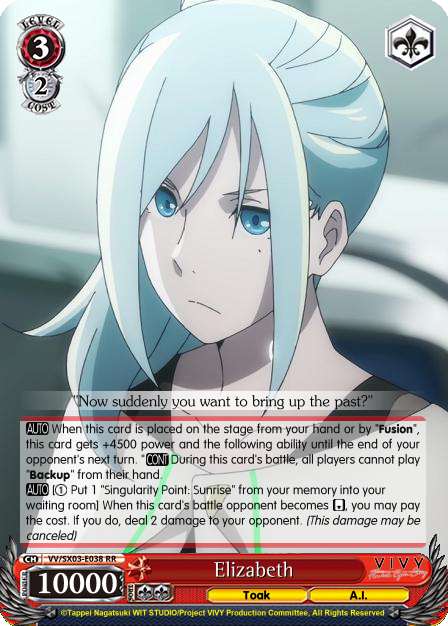 LEVEL
3
2
COST
"Now suddenly you want to bring up the past?"
AUTO When this card is placed on the stage from your hand or by "Fusion",
this card gets +4500 power and the following ability until the end of your
opponent's next turn. "CONT During this card's battle, all players cannot play
"Backup" from their hand.
AUTO [① Put 1 "Singularity Point: Sunrise" from your memory into your
waiting room] When this card's battle opponent becomes [ ], you may pay
the cost. If you do, deal 2 damage to your opponent. (This damage may be
canceled)
CH VV/SX03-E038 RR
Elizabeth
VIVY
POWER 10000 SOUL
Toak
A.I.
©Tappei Nagatsuki WIT STUDIO/Project VIVY Production Committee, All Rights Reserved